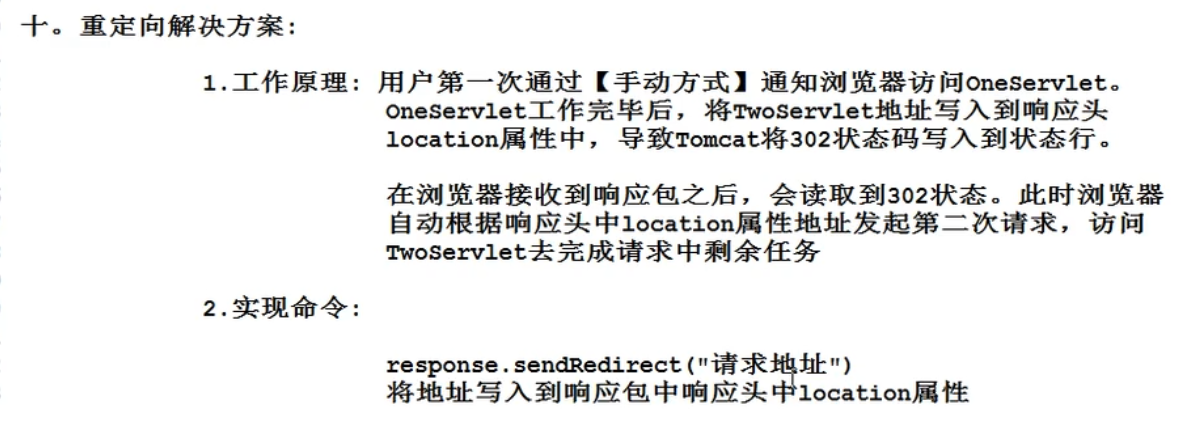 十。重定向解决方案:
1.工作原理: 用户第一次通过【手动方式】通知浏览器访问OneServlet。
OneServlet工作完毕后，将TwoServlet地址写入到响应头
location属性中，导致Tomcat将302状态码写入到状态行。
在浏览器接收到响应包之后，会读取到302状态。此时浏览器
自动根据响应头中location属性地址发起第二次请求，访问
TwoServlet去完成请求中剩余任务
2.实现命令:
response.sendRedirect("请求地址")
将地址写入到响应包中响应头中location属性